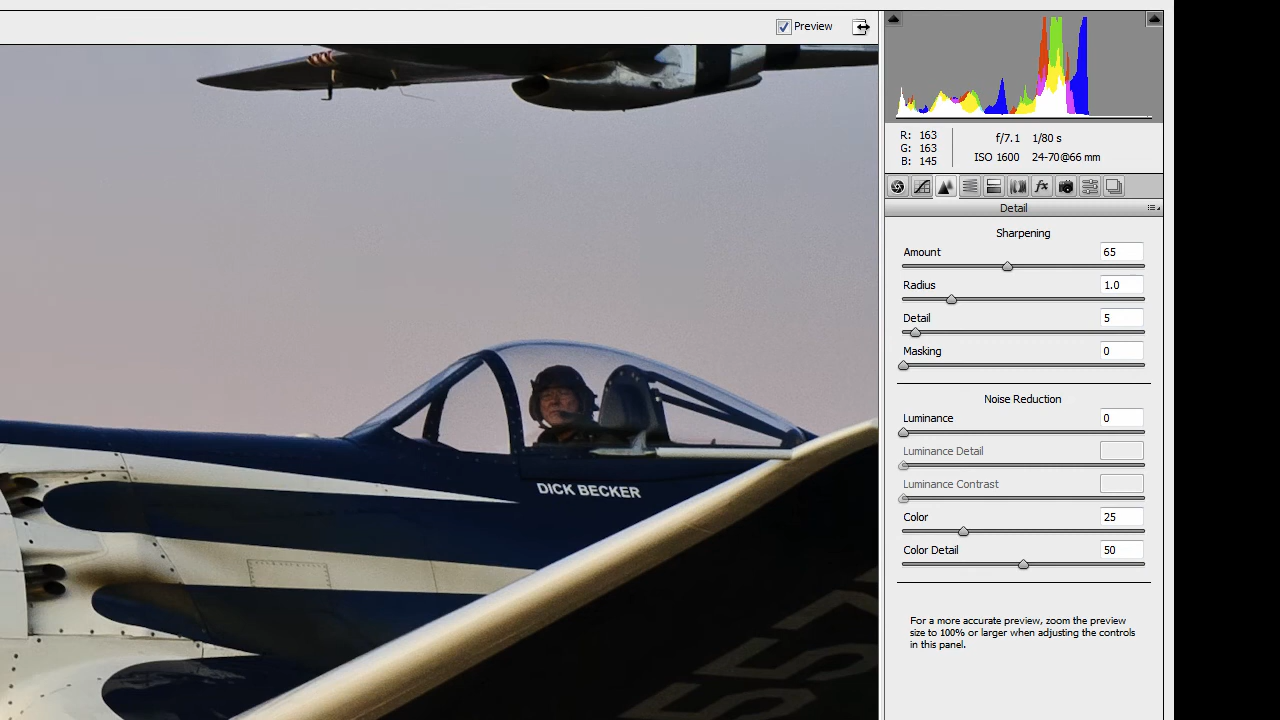 Preview
R: 163
G: 163
B: 145
f/7.1 1/80 s
ISO 1600 24-70@66 mm
fx
Detail
Sharpening
Amount 65
Radius 1.0
Detail 5
Masking 0
Noise Reduction
Luminance 0
Luminance Detail
Luminance Contrast
Color 25
Color Detail 50
For a more accurate preview, zoom the preview
size to 100% or larger when adjusting the controls
in this panel.
DICK BECKER